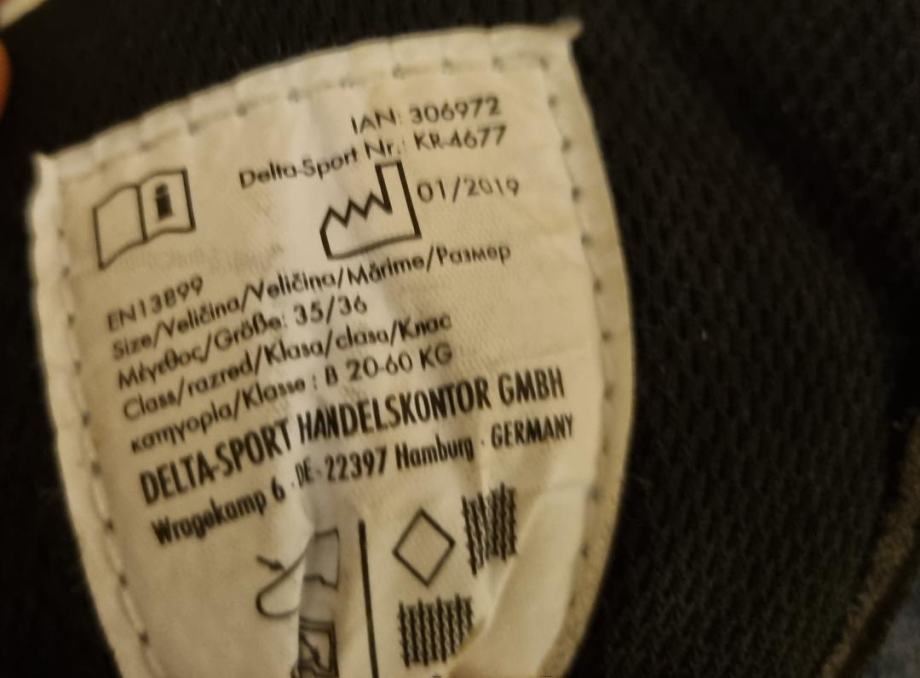 IAN: 306972
Delta-Sport Nr.: KR-4677
01/2019
EN13899
Size/Veličina/Veličina/Mărime/Размер
Μέγεθος/Größe: 35/36
Class/razred/Klasa/clasa/Клас
κατηγορία/Klasse : B 20-60 KG
DELTA-SPORT HANDELSKONTOR GMBH
Wragekamp 6 · DE-22397 Hamburg · GERMANY